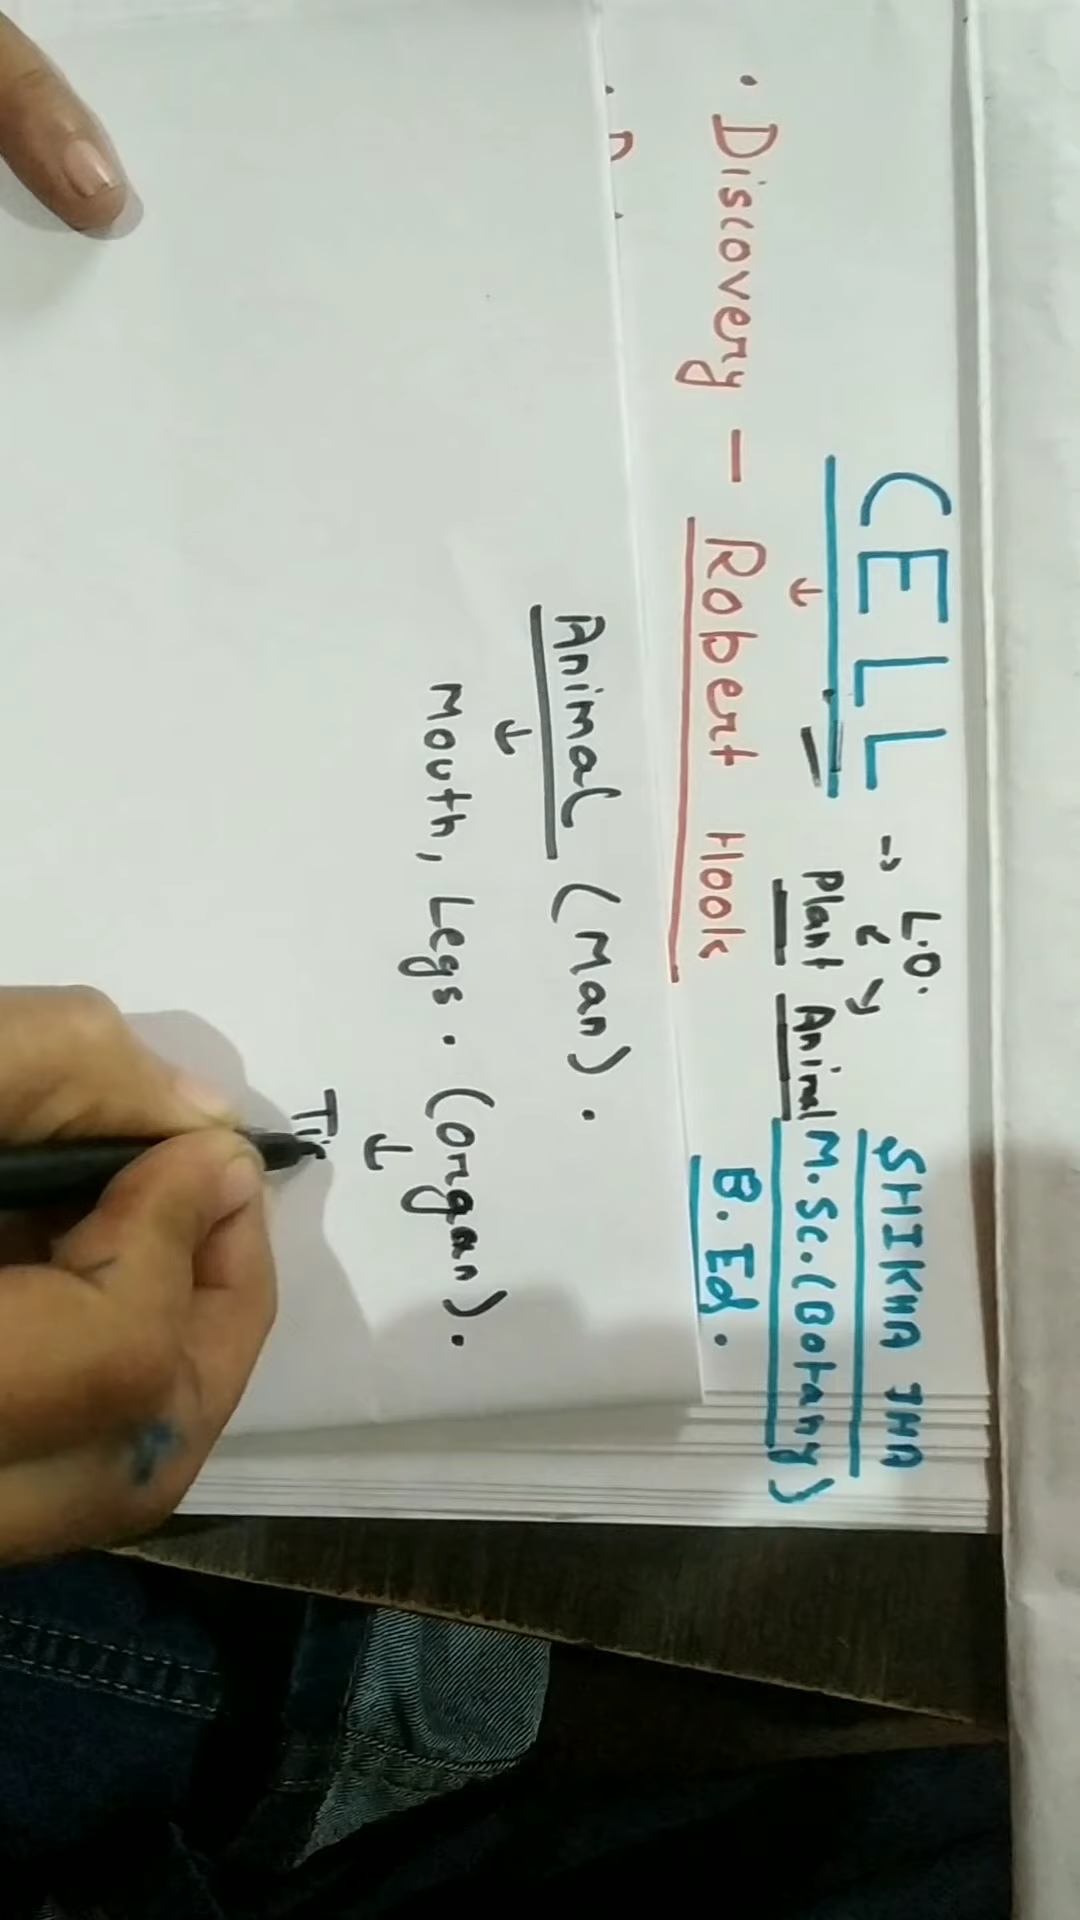 CELL → L.O.
Plant Animal
SHIKHA JHA
M.Sc.(Botany)
B.Ed.
• Discovery - Robert Hook
Animal (Man).
Mouth, Legs. (Organ).